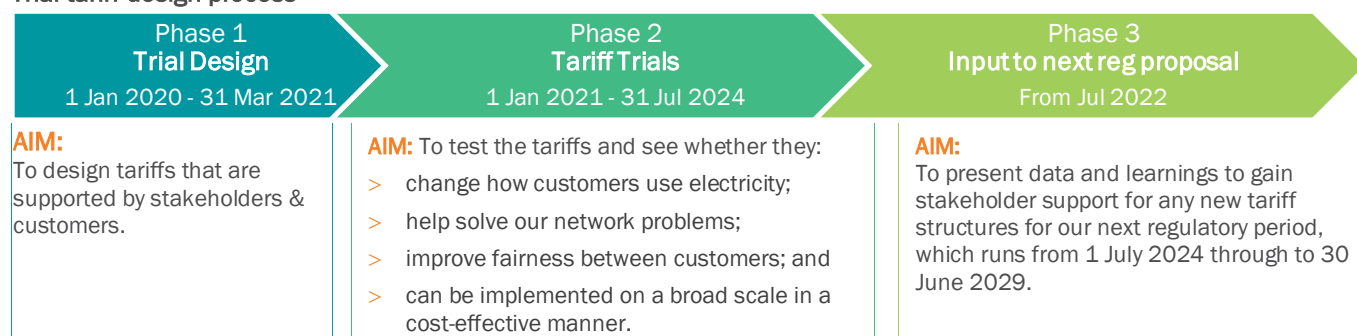 Trial tariff design process
Phase 1
Trial Design
1 Jan 2020 - 31 Mar 2021
Phase 2
Tariff Trials
1 Jan 2021 - 31 Jul 2024
Phase 3
Input to next reg proposal
From Jul 2022
AIM:
To design tariffs that are
supported by stakeholders &
customers.
AIM: To test the tariffs and see whether they:
> change how customers use electricity;
> help solve our network problems;
> improve fairness between customers; and
> can be implemented on a broad scale in a
cost-effective manner.
AIM:
To present data and learnings to gain
stakeholder support for any new tariff
structures for our next regulatory period,
which runs from 1 July 2024 through to 30
June 2029.